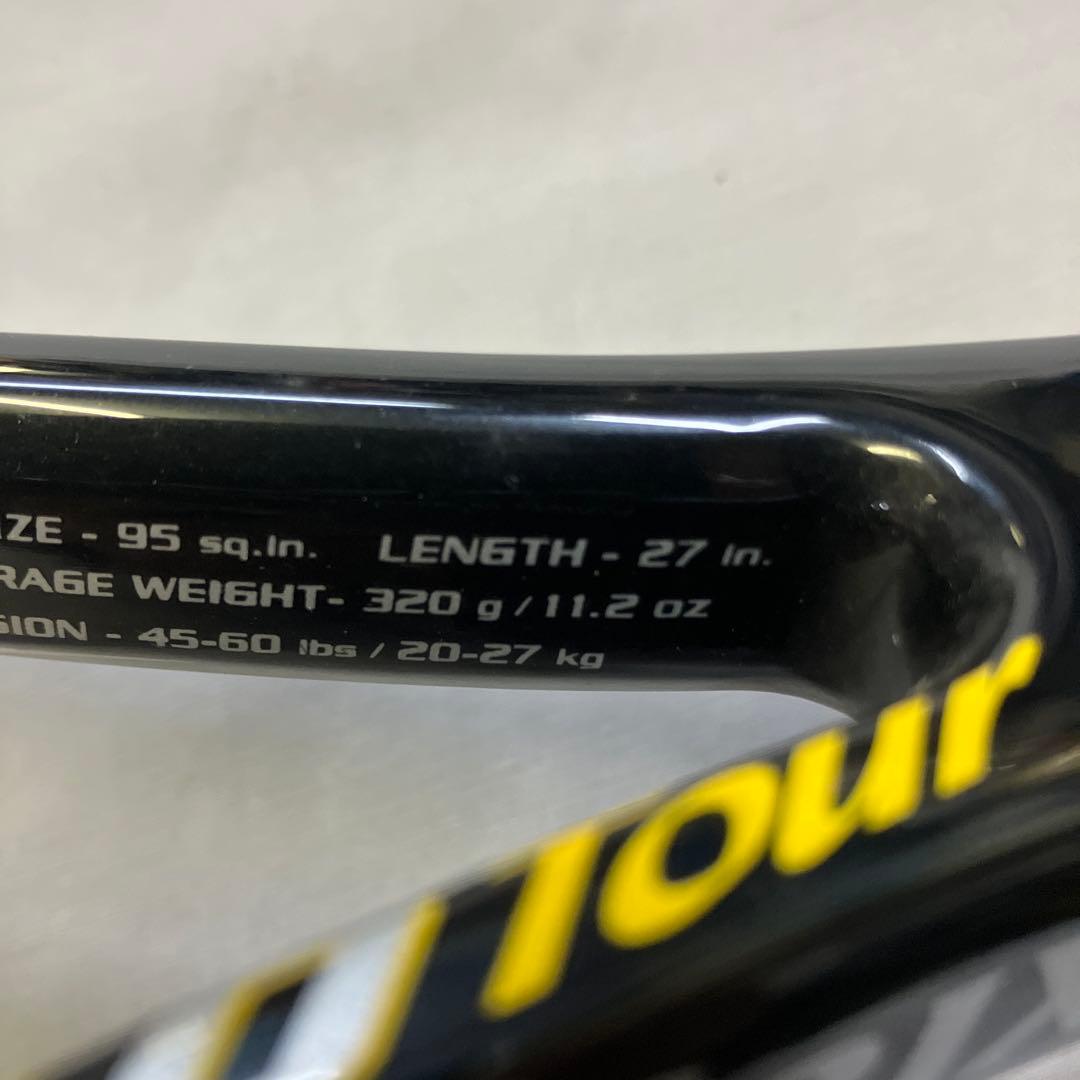 IZE - 95 sq.in. LENGTH - 27 in.
RAGE WEIGHT- 320 g / 11.2 oz
SION - 45-60 lbs / 20-27 kg
Tour